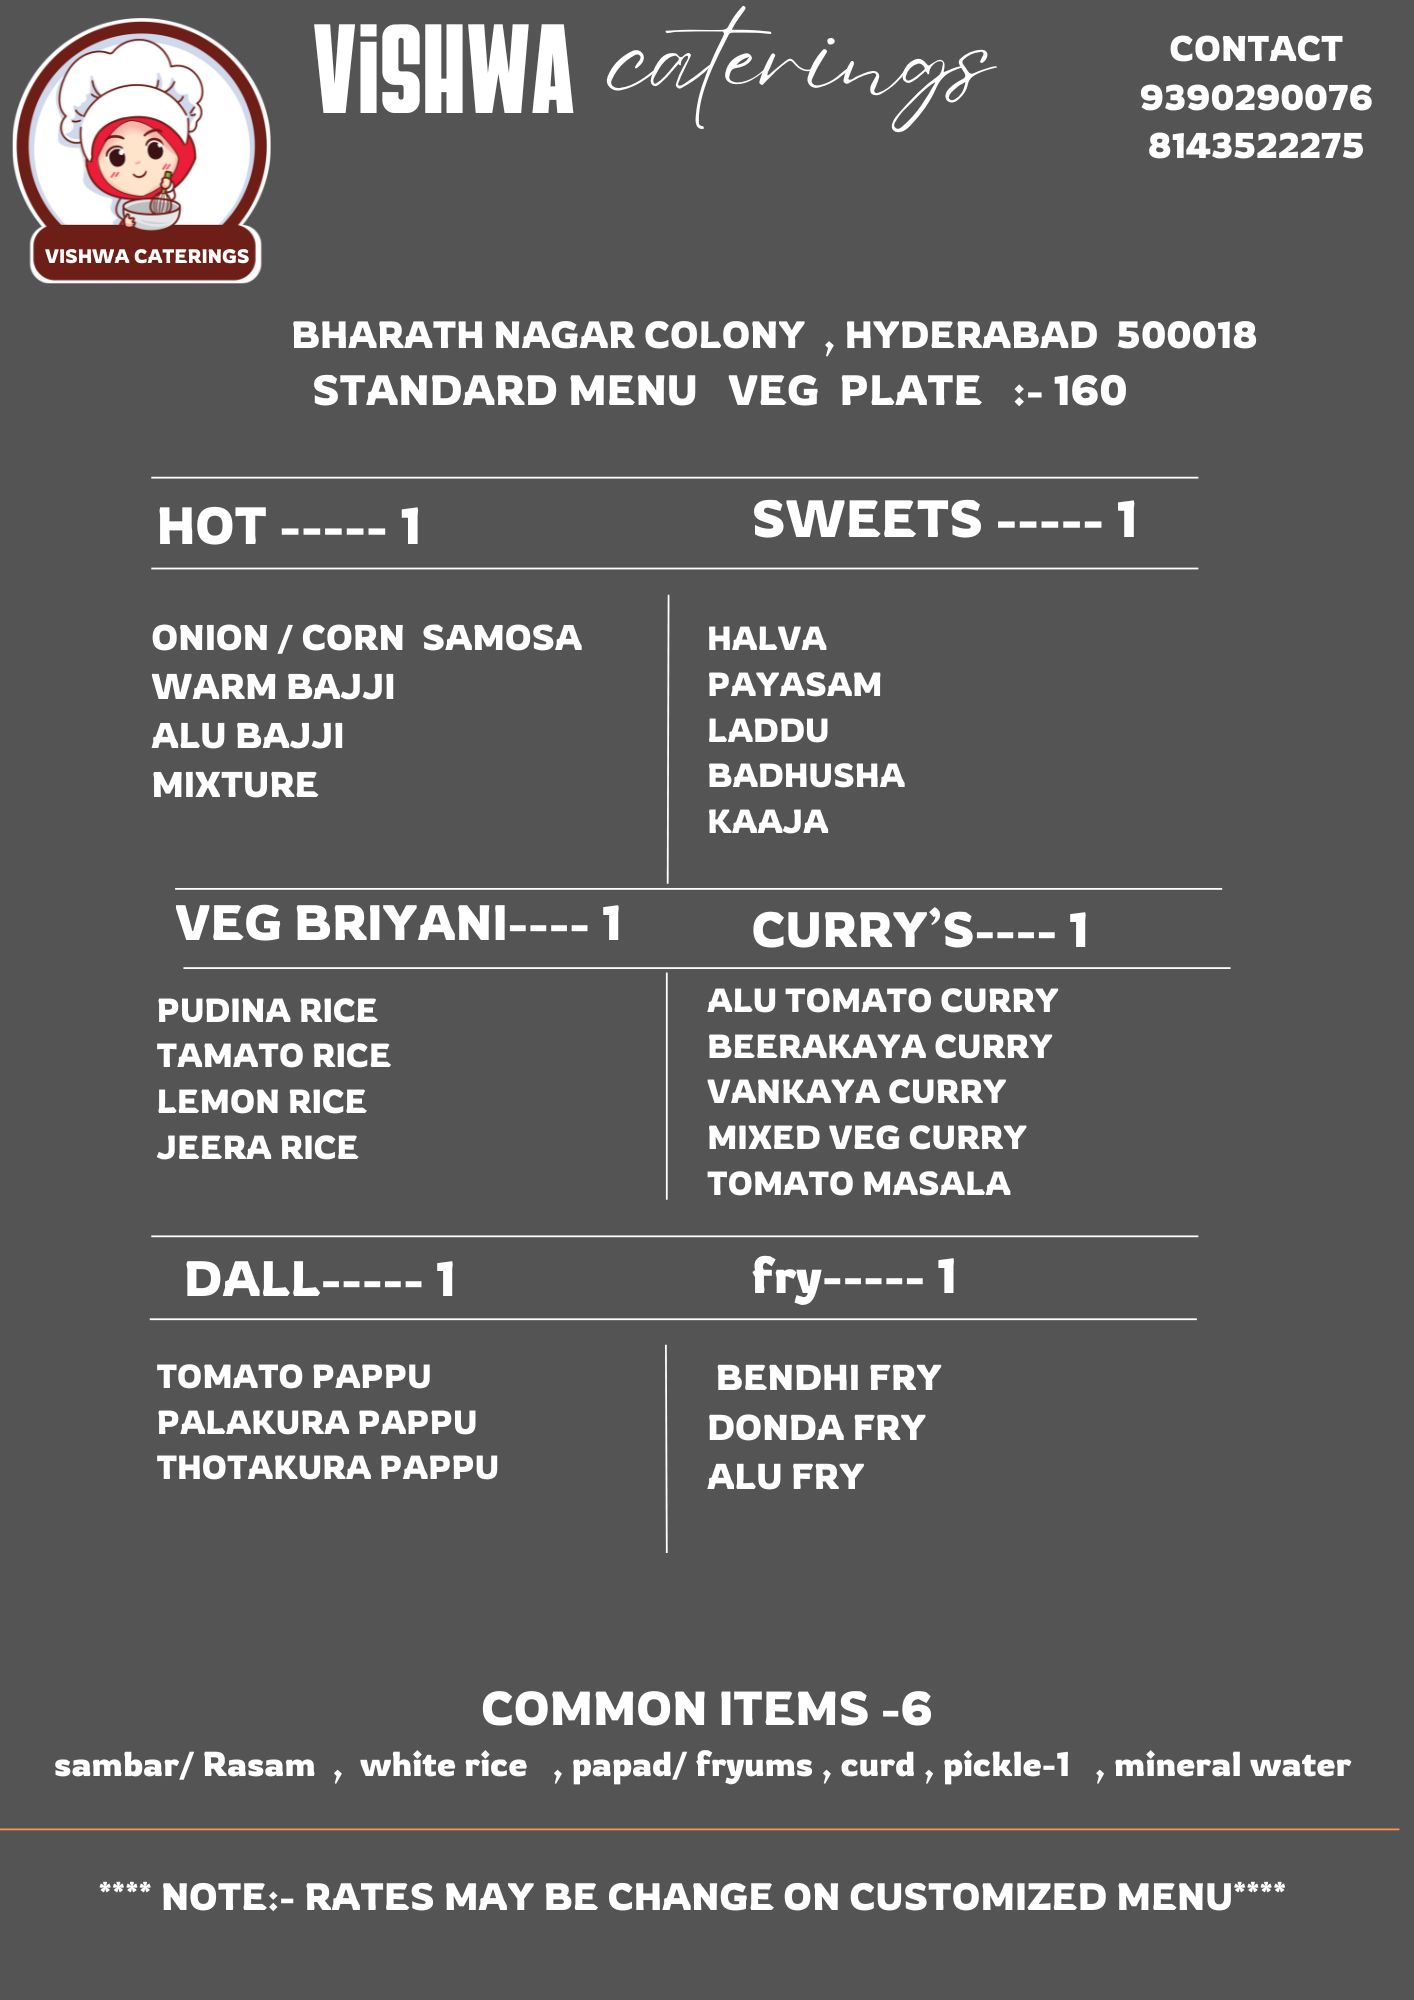 ViSHWA caterings
CONTACT
9390290076
8143522275
VISHWA CATERINGS
BHARATH NAGAR COLONY , HYDERABAD 500018
STANDARD MENU VEG PLATE :- 160
HOT ----- 1
ONION / CORN SAMOSA
WARM BAJJI
ALU BAJJI
MIXTURE
SWEETS ----- 1
HALVA
PAYASAM
LADDU
BADHUSHA
KAAJA
VEG BRIYANI---- 1
PUDINA RICE
TAMATO RICE
LEMON RICE
JEERA RICE
CURRY’S---- 1
ALU TOMATO CURRY
BEERAKAYA CURRY
VANKAYA CURRY
MIXED VEG CURRY
TOMATO MASALA
DALL----- 1
TOMATO PAPPU
PALAKURA PAPPU
THOTAKURA PAPPU
fry----- 1
BENDHI FRY
DONDA FRY
ALU FRY
COMMON ITEMS -6
sambar/ Rasam , white rice , papad/ fryums , curd , pickle-1 , mineral water
**** NOTE:- RATES MAY BE CHANGE ON CUSTOMIZED MENU****